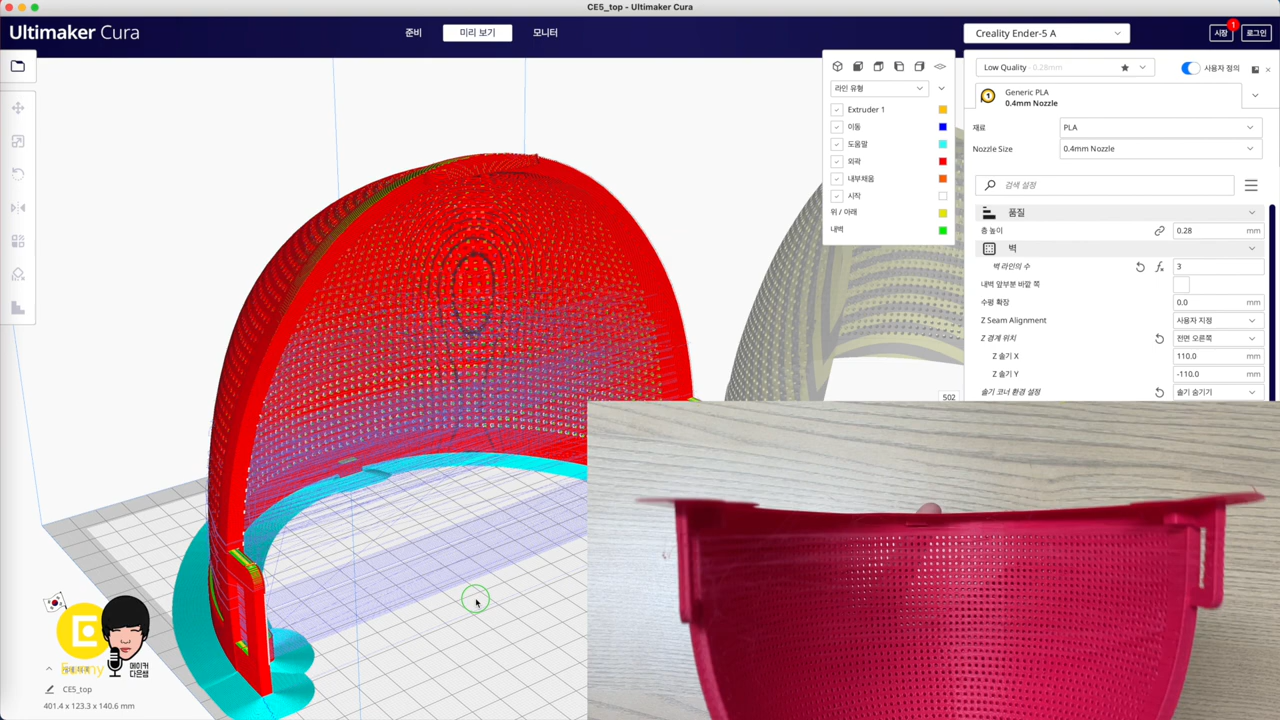 CE5_top - Ultimaker Cura
Ultimaker Cura
준비
미리 보기
모니터
Creality Ender-5 A
시장
1
로그인
라인 유형
Extruder 1
이동
도움말
외곽
내부채움
시작
위 / 아래
내벽
502
Low Quality - 0.28mm
사용자 정의
1
Generic PLA
0.4mm Nozzle
재료
PLA
Nozzle Size
0.4mm Nozzle
검색 설정
품질
층 높이
0.28
mm
벽
벽 라인의 수
3
내벽 앞부분 바깥 쪽
수평 확장
0.0
mm
Z Seam Alignment
사용자 지정
Z 경계 위치
전면 오른쪽
Z 솔기 X
110.0
mm
Z 솔기 Y
-110.0
mm
솔기 코너 환경 설정
솔기 숨기기
메이커
다은쌤
CE5_top
401.4 x 123.3 x 140.6 mm